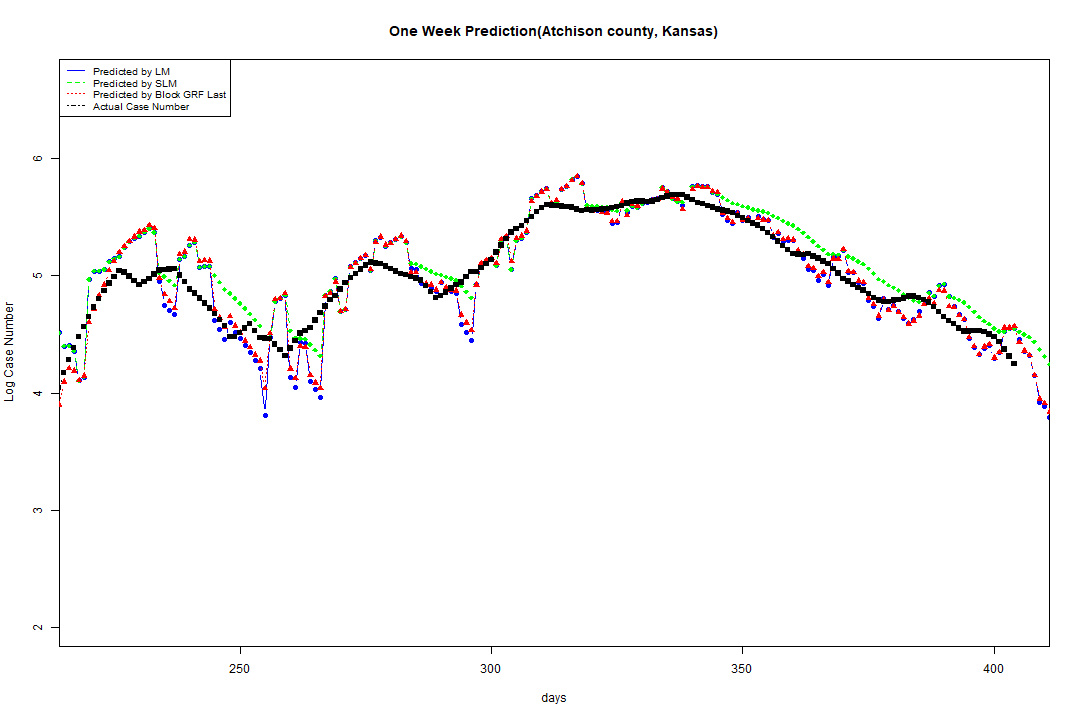 One Week Prediction(Atchison county, Kansas)
Predicted by LM
Predicted by SLM
Predicted by Block GRF Last
Actual Case Number
Log Case Number
6
5
4
3
2
250
300
350
400
days